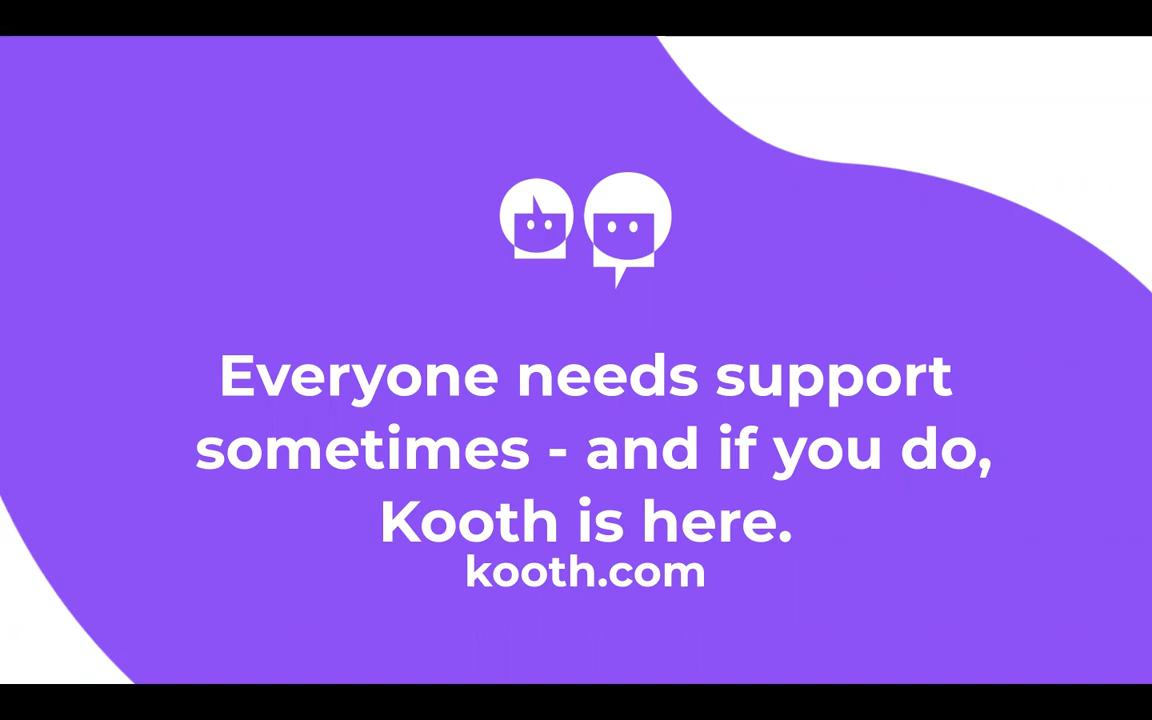 Everyone needs support
sometimes - and if you do,
Kooth is here.
kooth.com